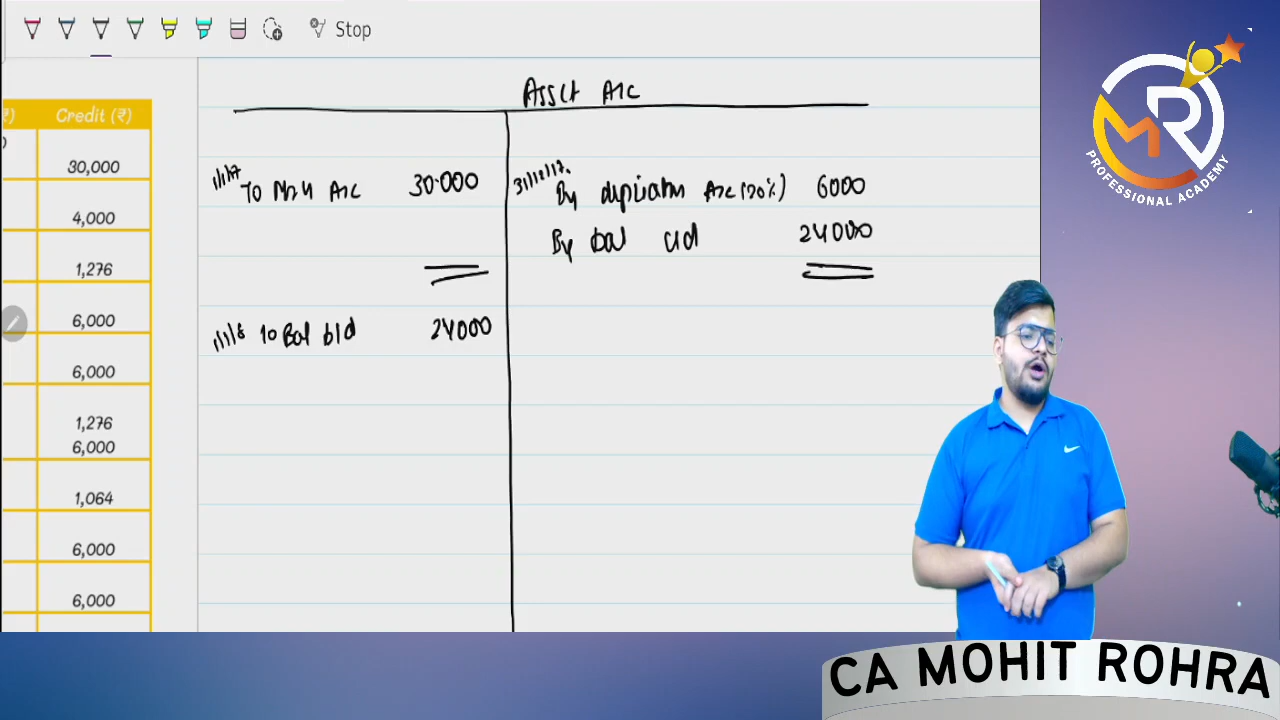 Stop
₹)
Credit (₹)
30,000
4,000
1,276
6,000
6,000
1,276
6,000
1,064
6,000
6,000
Asset A/c
1/1/17 To A/c 30,000
31/12/17. By depreciation A/c (20%) 6000
By bal c/d 24000
1/1/18 To Bal b/d 24000
MR
PROFESSIONAL ACADEMY
CA MOHIT ROHRA